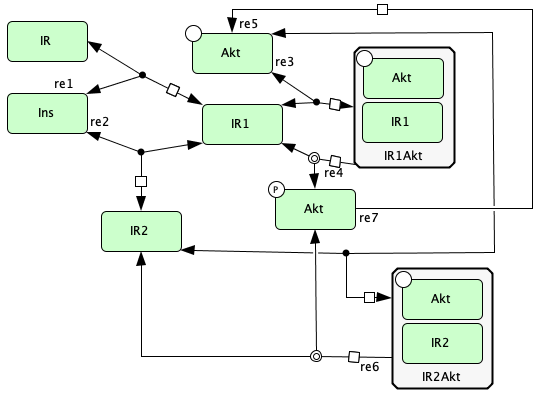 re5
IR
Akt
re3
Akt
re1
Ins
re2
IR1
IR1
IR1Akt
re4
P
Akt
re7
IR2
Akt
IR2
re6
IR2Akt